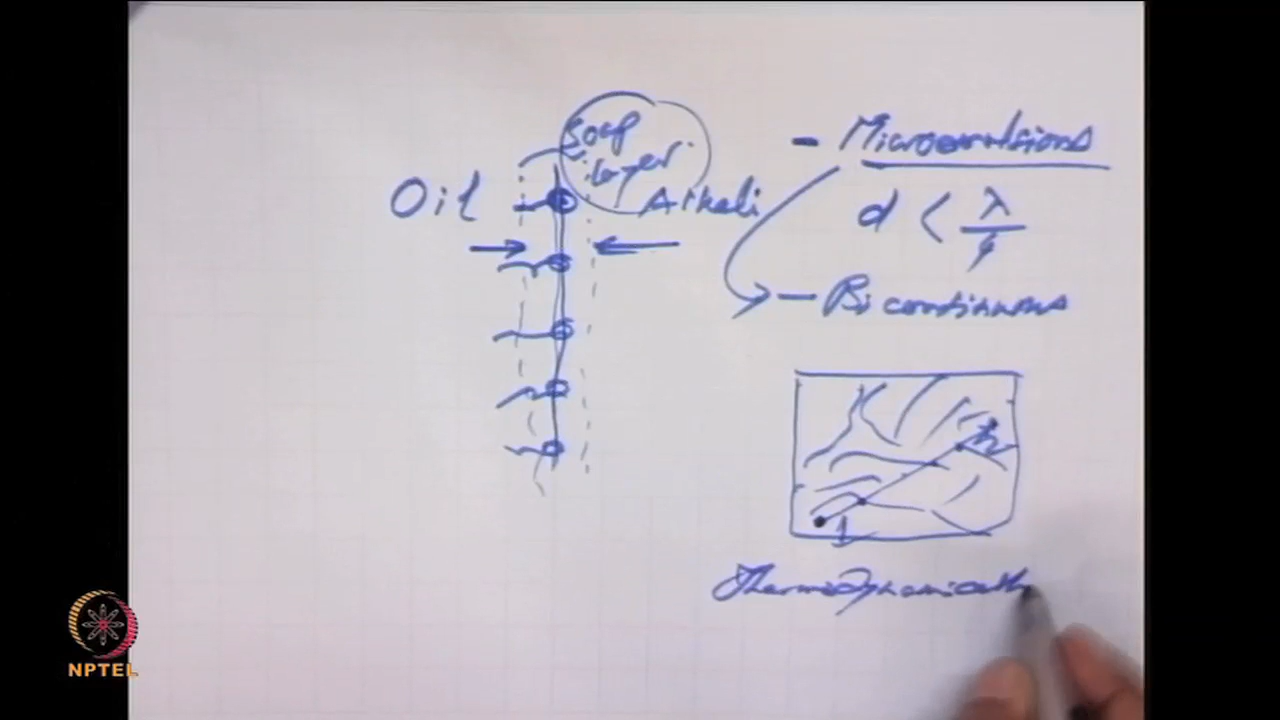 Soap
layer
Oil
Alkali
- Microemulsions
d < λ/4
- Bicontinuous
1
2
Thermodynamically
NPTEL